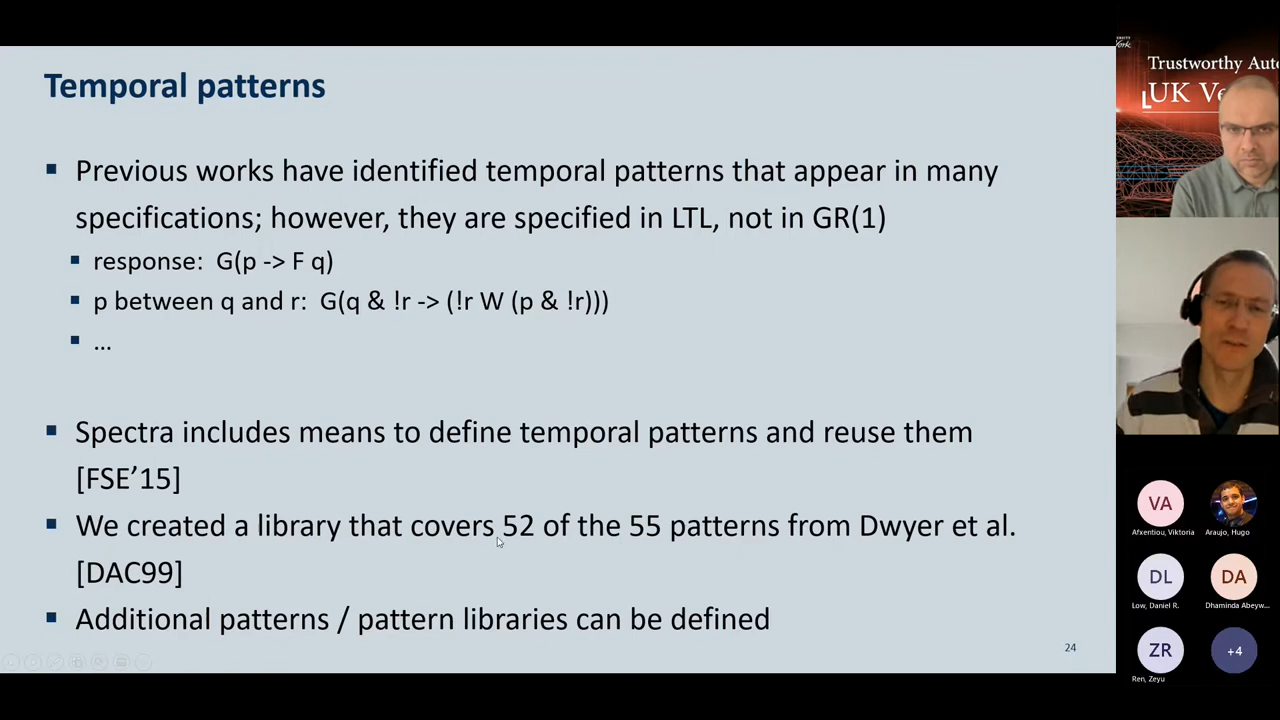 Temporal patterns
▪ Previous works have identified temporal patterns that appear in many
specifications; however, they are specified in LTL, not in GR(1)
▪ response: G(p -> F q)
▪ p between q and r: G(q & !r -> (!r W (p & !r)))
▪ ...
▪ Spectra includes means to define temporal patterns and reuse them
[FSE’15]
▪ We created a library that covers 52 of the 55 patterns from Dwyer et al.
[DAC99]
▪ Additional patterns / pattern libraries can be defined
24
Trustworthy Aut
UK Ve
VA
Afxentiou, Viktoria
Araujo, Hugo
DL
Low, Daniel R.
DA
Dhaminda Abeyw...
ZR
Ren, Zeyu
+4